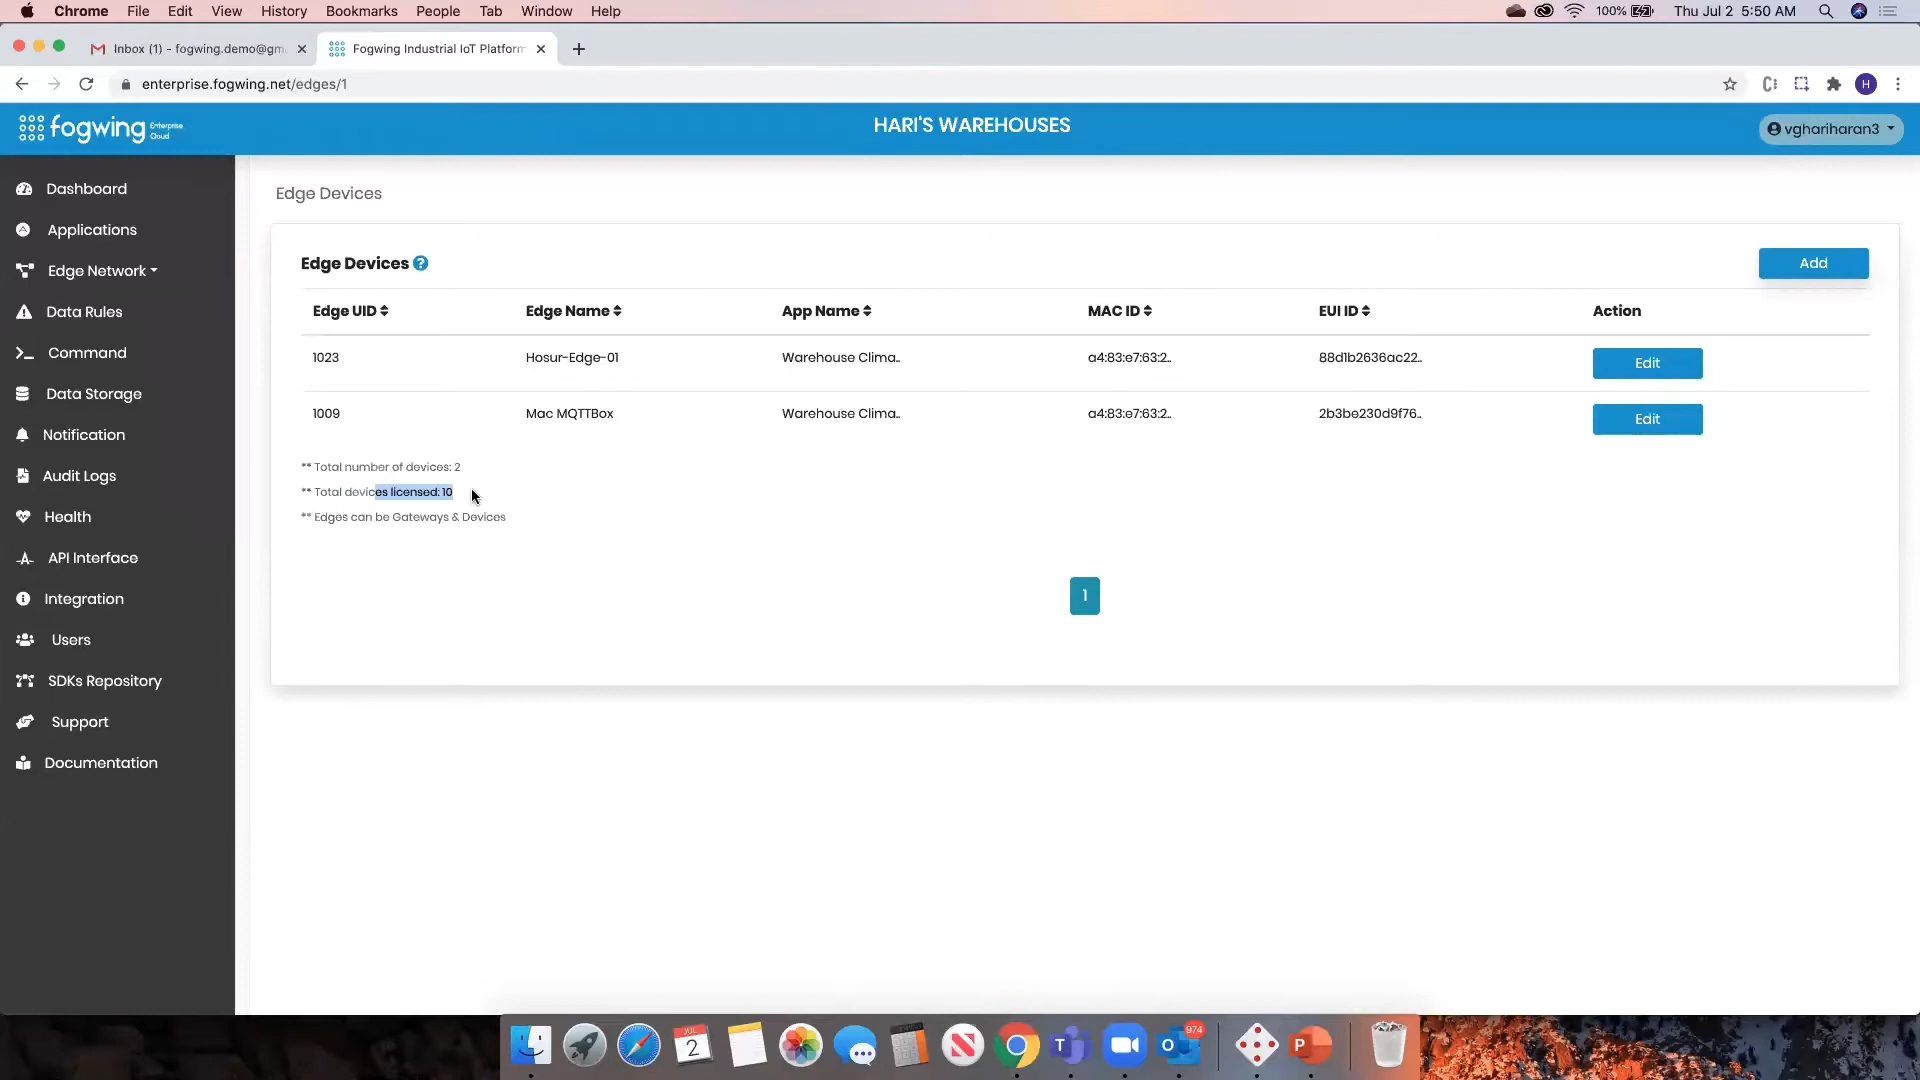 Chrome File Edit View History Bookmarks People Tab Window Help 100% Thu Jul 2 5:50 AM
Inbox (1) - fogwing.demo@gm Fogwing Industrial IoT Platform
enterprise.fogwing.net/edges/1 H
fogwing Enterprise Cloud HARI'S WAREHOUSES vghariharan3
Dashboard
Applications
Edge Network
Data Rules
Command
Data Storage
Notification
Audit Logs
Health
API Interface
Integration
Users
SDKs Repository
Support
Documentation
Edge Devices
Edge Devices ? Add
Edge UID Edge Name App Name MAC ID EUI ID Action
1023 Hosur-Edge-01 Warehouse Clima.. a4:83:e7:63:2.. 88d1b2636ac22.. Edit
1009 Mac MQTTBox Warehouse Clima.. a4:83:e7:63:2.. 2b3be230d9f76.. Edit
** Total number of devices: 2
** Total devices licensed: 10
** Edges can be Gateways & Devices
1
JUL 2 T O 974 P